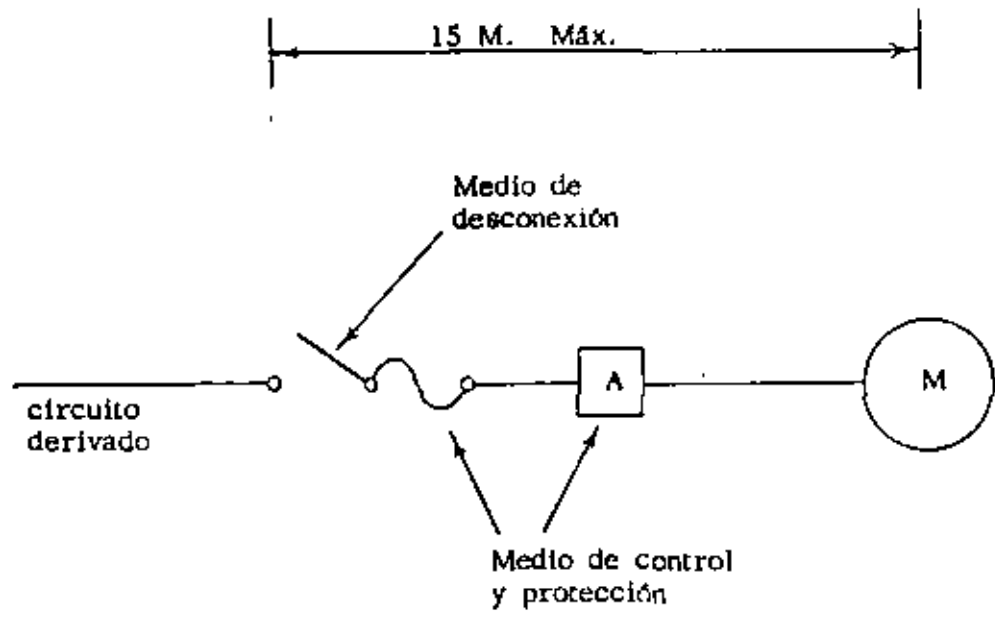 15 M. Máx.
Medio de
desconexión
A
M
circuito
derivado
Medio de control
y protección